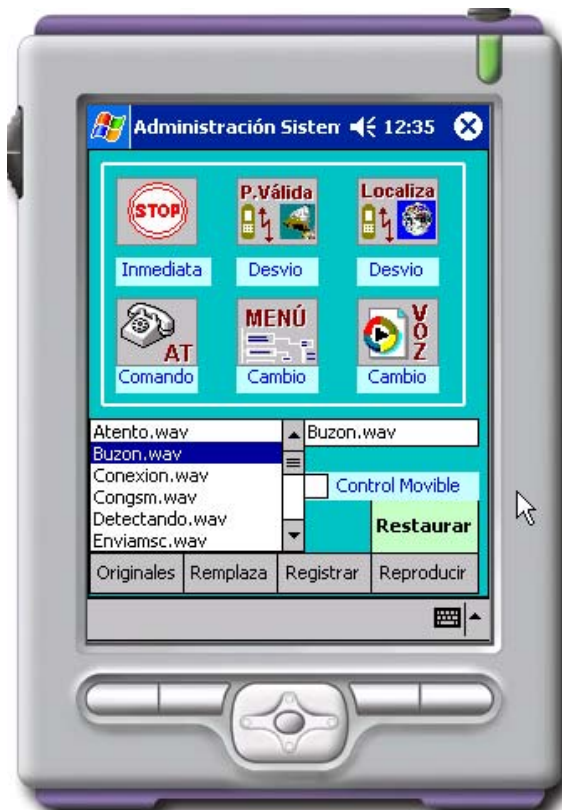 Administración Sistem 12:35
STOP
P.Válida
Localiza
Inmediata
Desvio
Desvio
AT
MENÚ
VOZ
Comando
Cambio
Cambio
Atento.wav
Buzon.wav
Conexion.wav
Congsm.wav
Detectando.wav
Enviamsc.wav
Buzon.wav
Control Movible
Restaurar
Originales Remplaza Registrar Reproducir